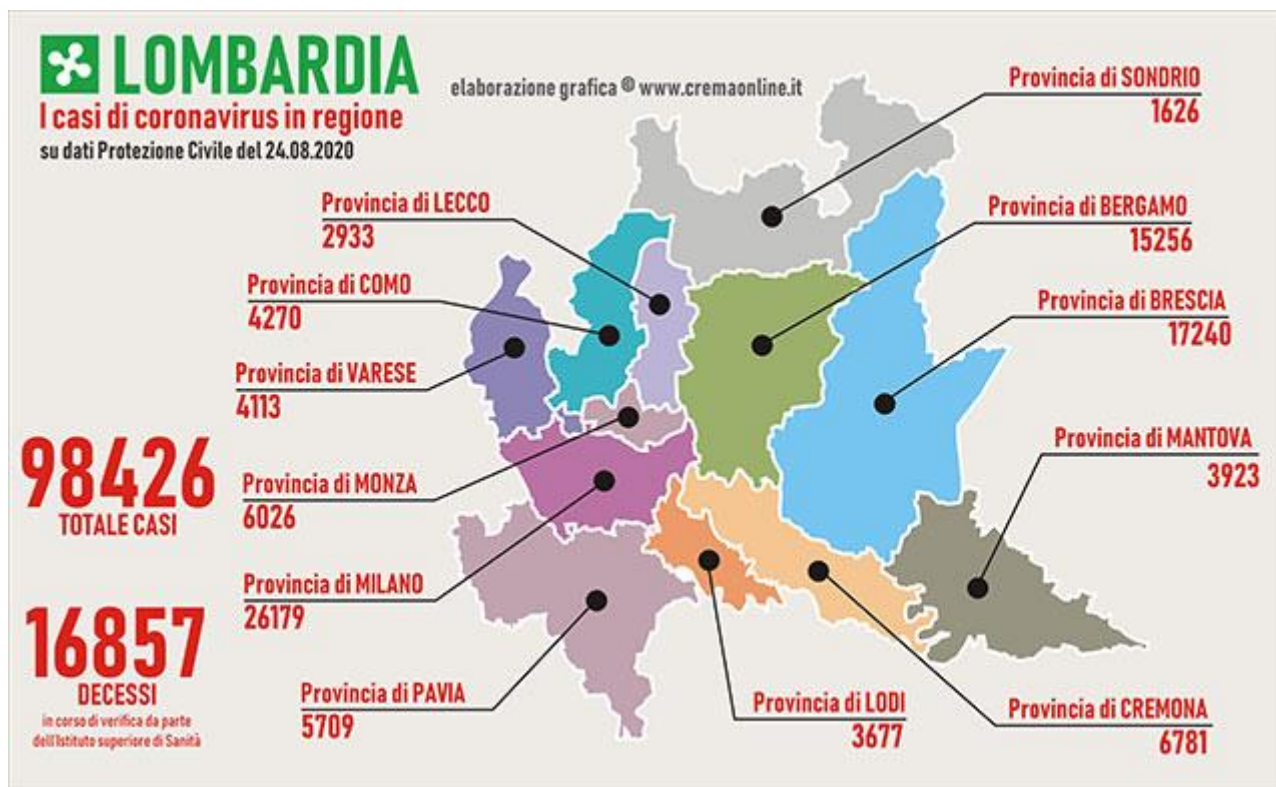 LOMBARDIA
I casi di coronavirus in regione
su dati Protezione Civile del 24.08.2020
elaborazione grafica © www.cremaonline.it
Provincia di SONDRIO
1626
Provincia di LECCO
2933
Provincia di BERGAMO
15256
Provincia di COMO
4270
Provincia di BRESCIA
17240
Provincia di VARESE
4113
Provincia di MANTOVA
3923
98426
TOTALE CASI
Provincia di MONZA
6026
Provincia di MILANO
26179
16857
DECESSI
in corso di verifica da parte
dell'Istituto superiore di Sanità
Provincia di PAVIA
5709
Provincia di LODI
3677
Provincia di CREMONA
6781